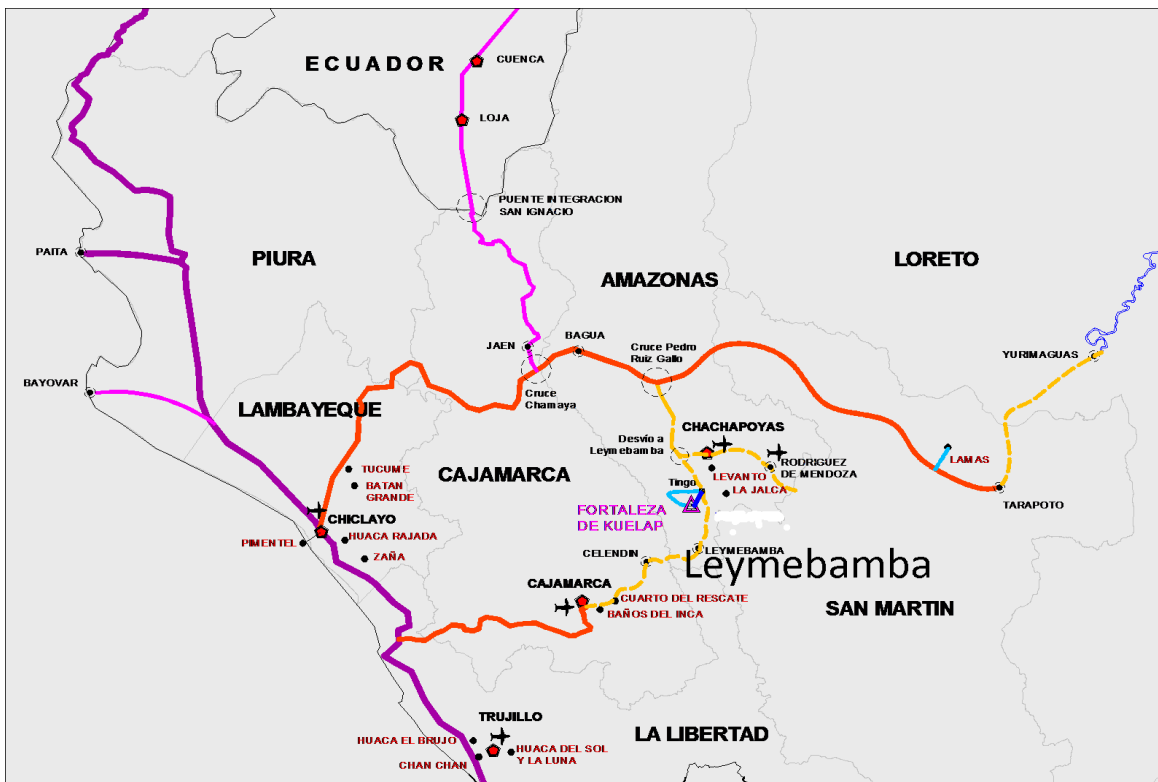 ECUADOR
CUENCA
LOJA
PUENTE INTEGRACION
SAN IGNACIO
PAITA
PIURA
AMAZONAS
LORETO
JAEN
BAGUA
Cruce Pedro
Ruiz Gallo
YURIMAGUAS
BAYOVAR
LAMBAYEQUE
Cruce
Chamaya
CHACHAPOYAS
Desvío a
Leymebamba
CAJAMARCA
TUCUME
BATAN
GRANDE
LEVANTO
RODRIGUEZ
DE MENDOZA
LAMAS
Tingo
LA JALCA
TARAPOTO
FORTALEZA
DE KUELAP
CHICLAYO
PIMENTEL
HUACA RAJADA
ZAÑA
CELENDIN
LEYMEBAMBA
Leymebamba
CAJAMARCA
CUARTO DEL RESCATE
BAÑOS DEL INCA
SAN MARTIN
TRUJILLO
HUACA EL BRUJO
HUACA DEL SOL
Y LA LUNA
CHAN CHAN
LA LIBERTAD